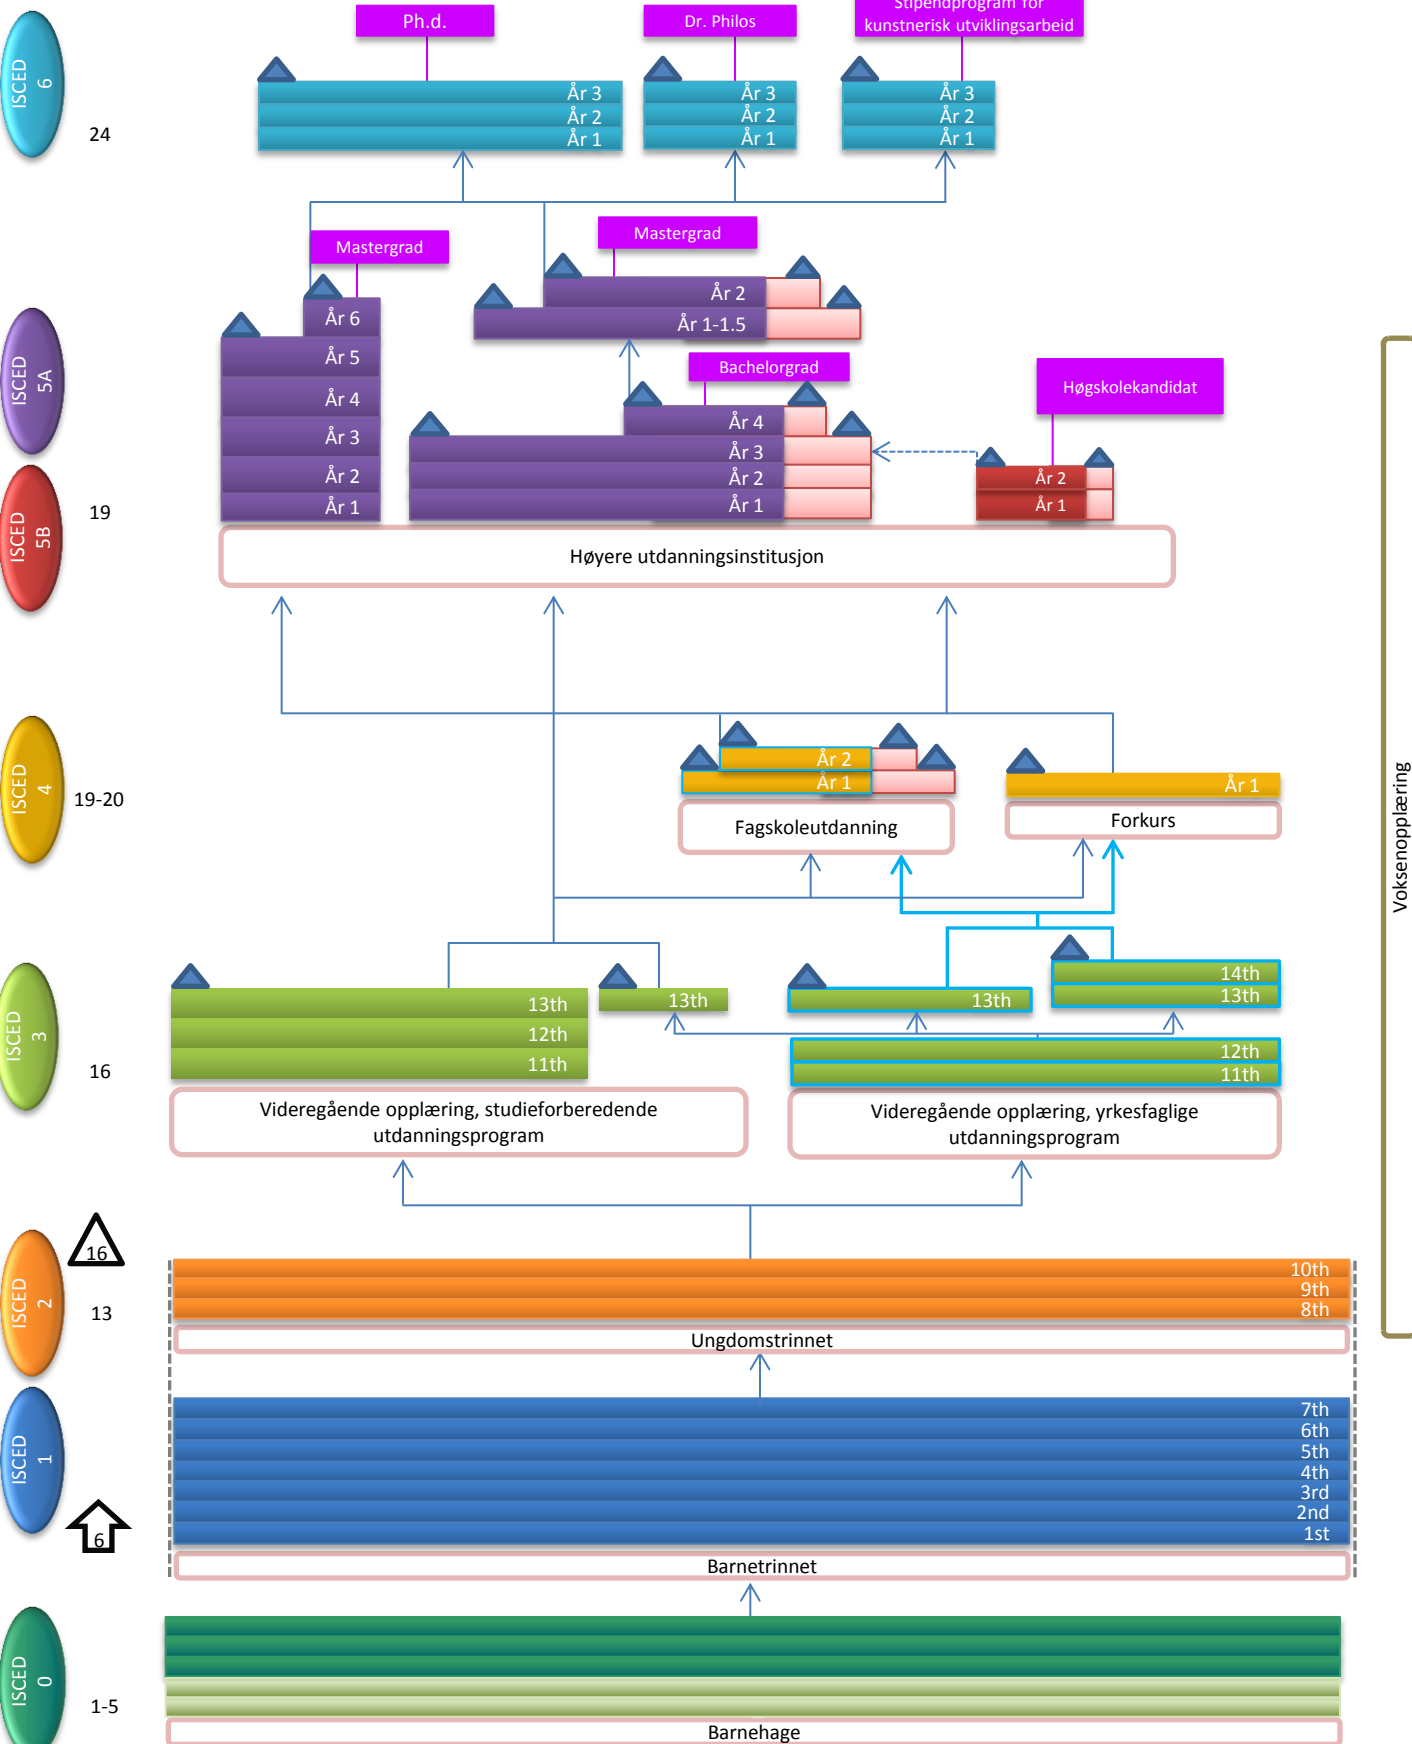 Stipendprogram for
kunstnerisk utviklingsarbeid
Ph.d.
Dr. Philos
ISCED
6
År 3
År 2
År 1
År 3
År 2
År 1
År 3
År 2
År 1
24
Mastergrad
Mastergrad
År 6
År 5
År 4
År 3
År 2
År 1
År 2
År 1-1.5
ISCED
5A
Bachelorgrad
Høgskolekandidat
År 4
År 3
År 2
År 1
År 2
År 1
ISCED
5B
19
Høyere utdanningsinstitusjon
ISCED
4
19-20
År 2
År 1
År 1
Fagskoleutdanning
Forkurs
Voksenopplæring
ISCED
3
16
13th
12th
11th
13th
13th
14th
13th
12th
11th
Videregående opplæring, studieforberedende
utdanningsprogram
Videregående opplæring, yrkesfaglige
utdanningsprogram
16
ISCED
2
13
10th
9th
8th
Ungdomstrinnet
ISCED
1
7th
6th
5th
4th
3rd
2nd
1st
6
Barnetrinnet
ISCED
0
1-5
Barnehage